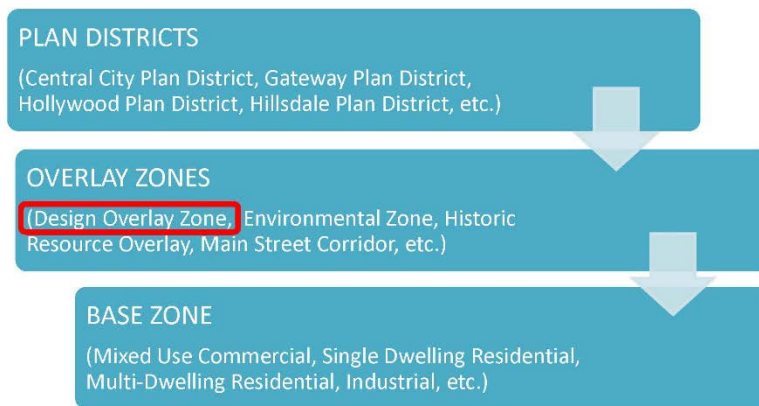 PLAN DISTRICTS
(Central City Plan District, Gateway Plan District,
Hollywood Plan District, Hillsdale Plan District, etc.)
OVERLAY ZONES
(Design Overlay Zone, Environmental Zone, Historic
Resource Overlay, Main Street Corridor, etc.)
BASE ZONE
(Mixed Use Commercial, Single Dwelling Residential,
Multi-Dwelling Residential, Industrial, etc.)